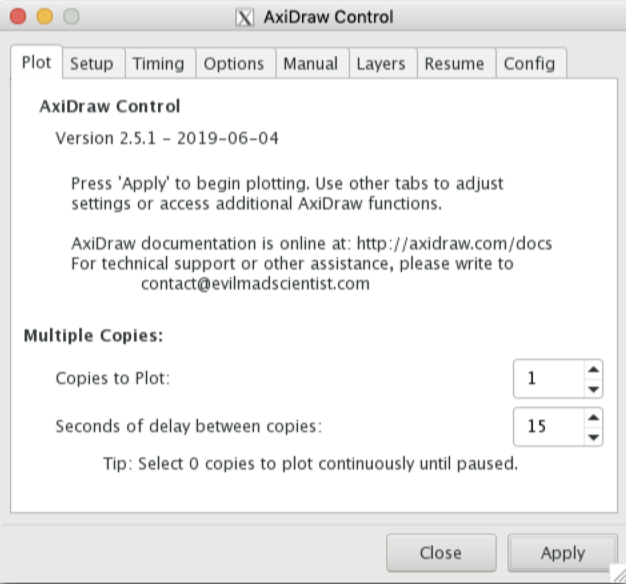 AxiDraw Control
Plot Setup Timing Options Manual Layers Resume Config
AxiDraw Control
Version 2.5.1 – 2019-06-04
Press 'Apply' to begin plotting. Use other tabs to adjust
settings or access additional AxiDraw functions.
AxiDraw documentation is online at: http://axidraw.com/docs
For technical support or other assistance, please write to
contact@evilmadscientist.com
Multiple Copies:
Copies to Plot: 1
Seconds of delay between copies: 15
Tip: Select 0 copies to plot continuously until paused.
Close Apply